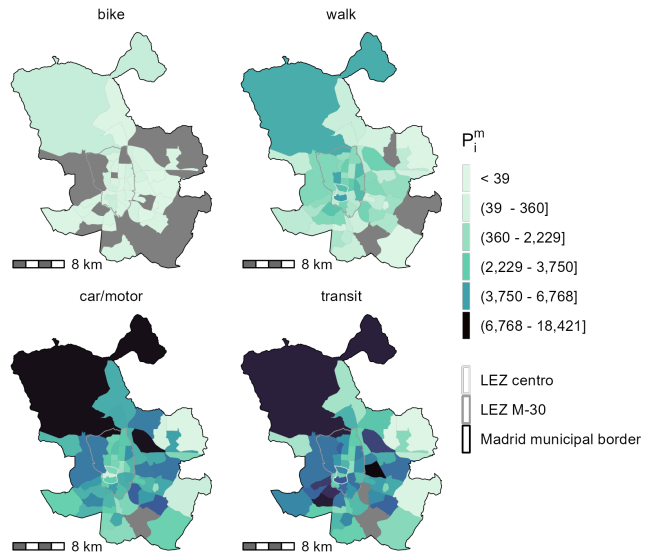 bike
walk
P_i^m
< 39
(39 - 360]
(360 - 2,229]
(2,229 - 3,750]
(3,750 - 6,768]
(6,768 - 18,421]
8 km
8 km
car/motor
transit
LEZ centro
LEZ M-30
Madrid municipal border
8 km
8 km